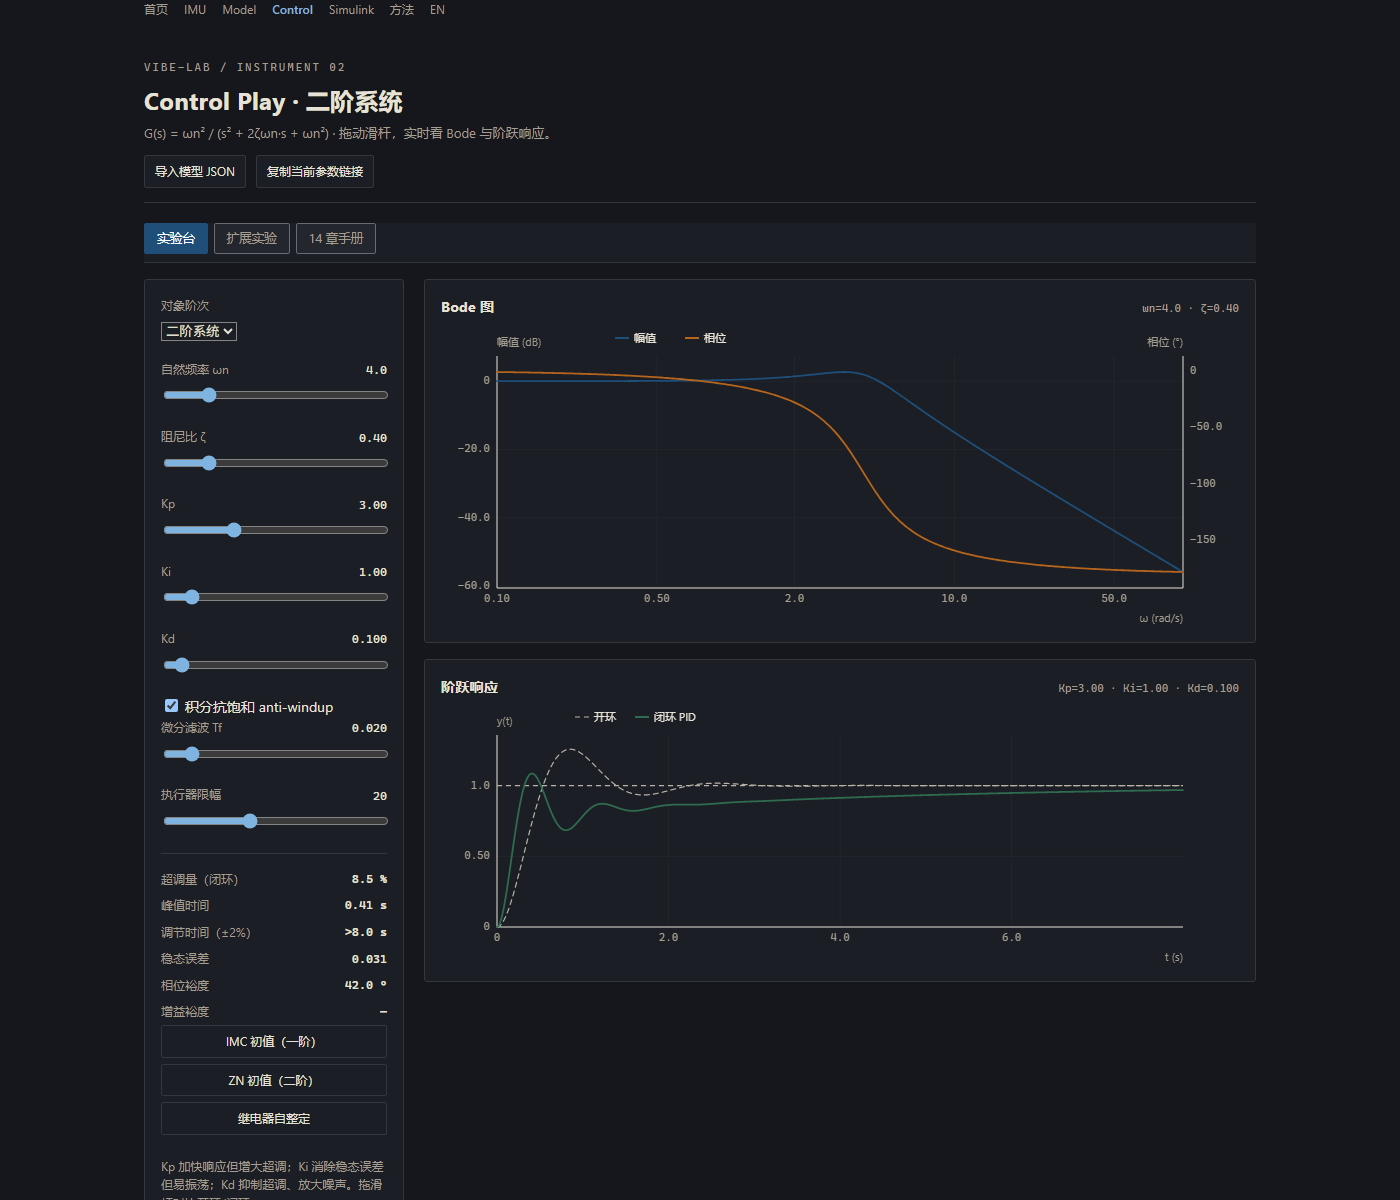 首页 IMU Model Control Simulink 方法 EN
VIBE-LAB / INSTRUMENT 02
Control Play · 二阶系统
G(s) = ωn² / (s² + 2ζωn·s + ωn²) · 拖动滑杆，实时看 Bode 与阶跃响应。
导入模型 JSON 复制当前参数链接
实验台 扩展实验 14 章手册
对象阶次
二阶系统
自然频率 ωn 4.0
阻尼比 ζ 0.40
Kp 3.00
Ki 1.00
Kd 0.100
积分抗饱和 anti-windup
微分滤波 Tf 0.020
执行器限幅 20
超调量（闭环） 8.5 %
峰值时间 0.41 s
调节时间（±2%） >8.0 s
稳态误差 0.031
相位裕度 42.0 °
增益裕度 —
IMC 初值（一阶）
ZN 初值（二阶）
继电器自整定
Kp 加快响应但增大超调；Ki 消除稳态误差
但易振荡；Kd 抑制超调、放大噪声。拖滑
Bode 图 ωn=4.0 · ζ=0.40
幅值 (dB) 幅值 相位 相位 (°)
0 0
-20.0 -50.0
-40.0 -100
-60.0 -150
0.10 0.50 2.0 10.0 50.0
ω (rad/s)
阶跃响应 Kp=3.00 · Ki=1.00 · Kd=0.100
y(t) 开环 闭环 PID
1.0
0.50
0
0 2.0 4.0 6.0
t (s)